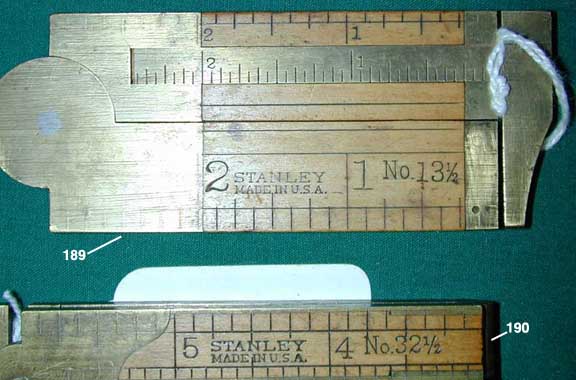 2 1
2 1
2 STANLEY 1 No. 13½
MADE IN U.S.A.
189
190
5 STANLEY 4 No. 32½
MADE IN U.S.A.